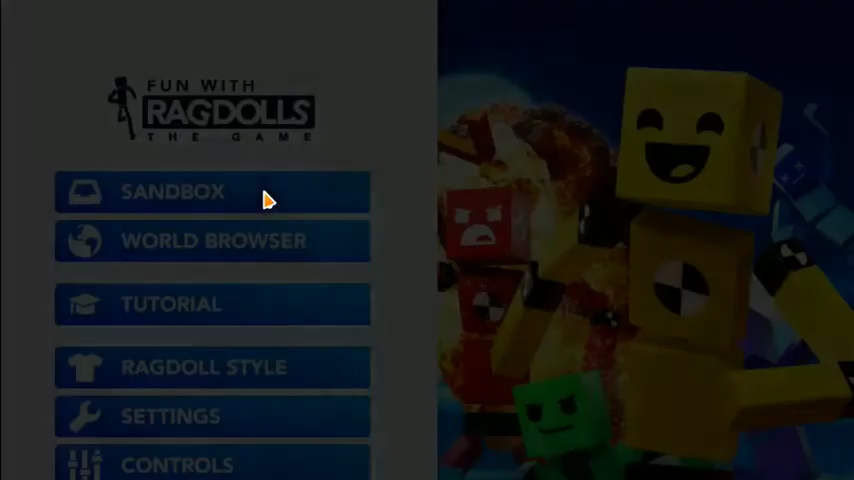 FUN WITH
RAGDOLLS
THE GAME
SANDBOX
WORLD BROWSER
TUTORIAL
RAGDOLL STYLE
SETTINGS
CONTROLS